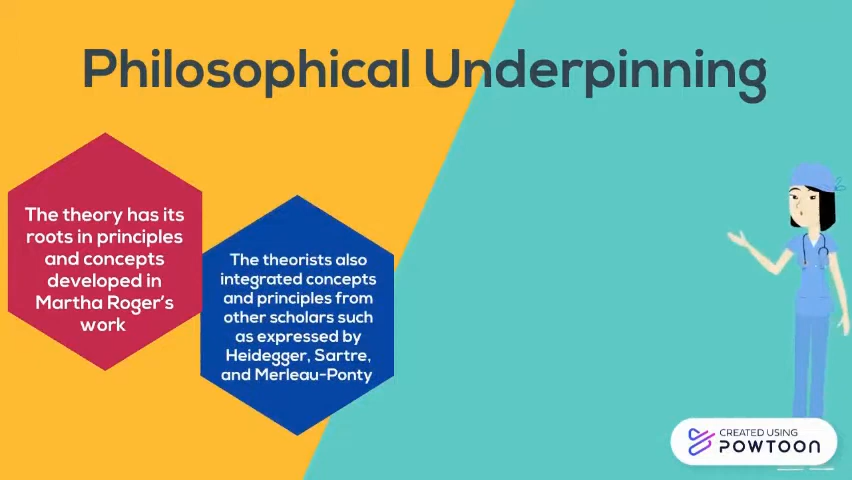 Philosophical Underpinning
The theory has its
roots in principles
and concepts
developed in
Martha Roger's
work
The theorists also
integrated concepts
and principles from
other scholars such
as expressed by
Heidegger, Sartre,
and Merleau-Ponty
CREATED USING
POWTOON